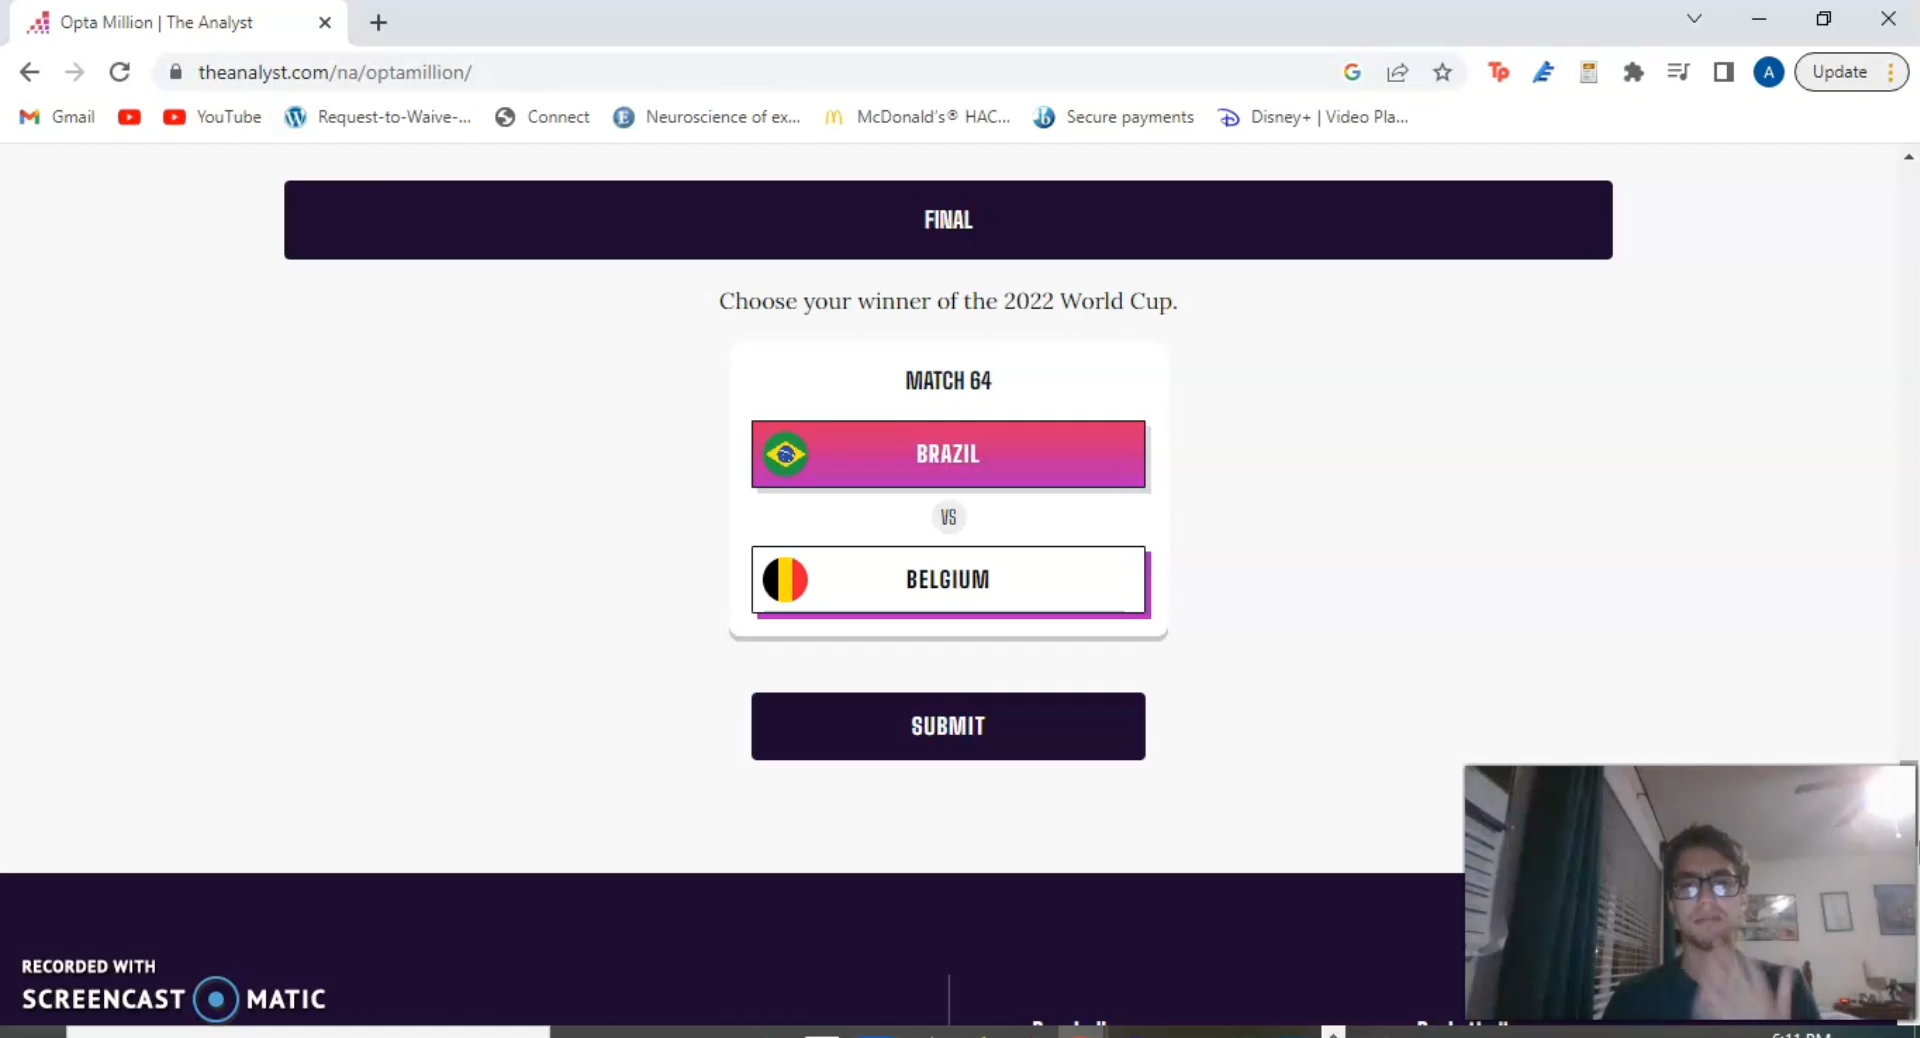 Opta Million | The Analyst
theanalyst.com/na/optamillion/
G
Tp
A
Update
Gmail
YouTube
Request-to-Waive-...
Connect
Neuroscience of ex...
McDonald's® HAC...
Secure payments
Disney+ | Video Pla...
FINAL
Choose your winner of the 2022 World Cup.
MATCH 64
BRAZIL
VS
BELGIUM
SUBMIT
RECORDED WITH
SCREENCAST MATIC